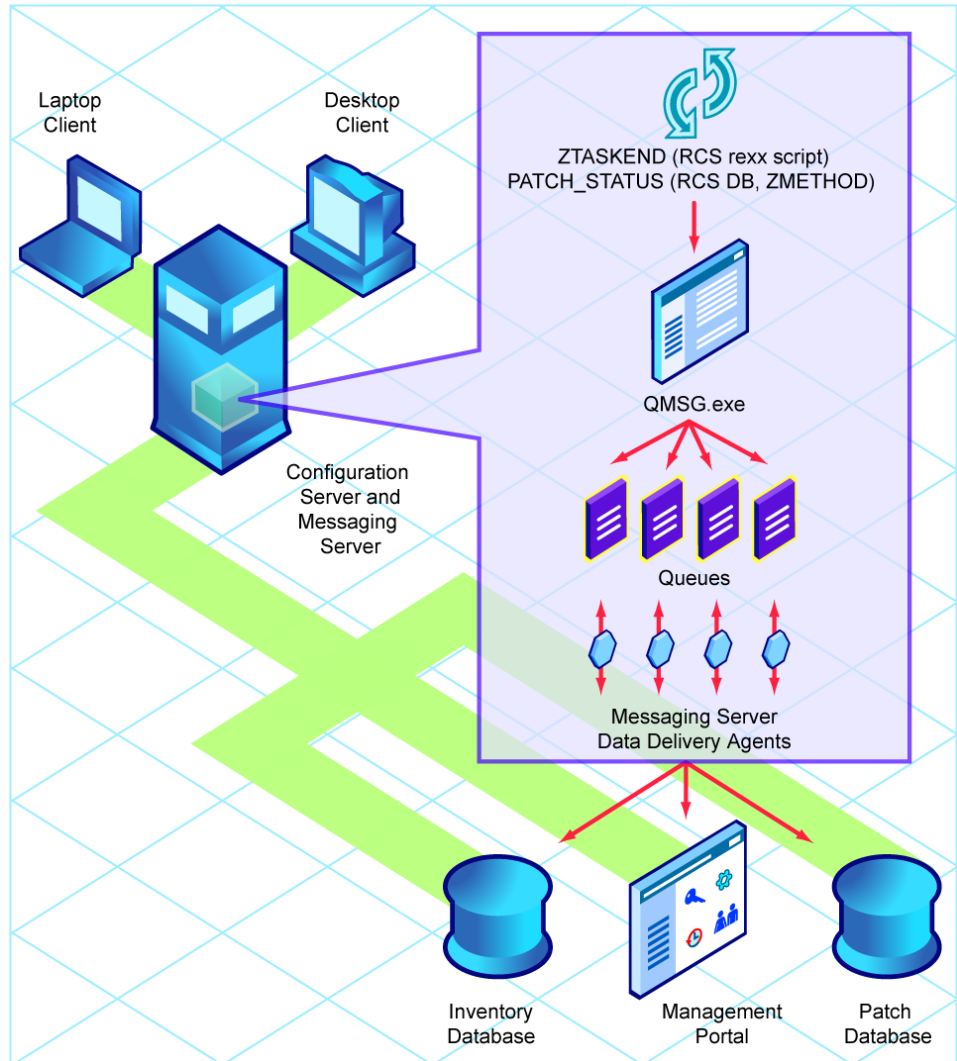 Laptop
Client
Desktop
Client
ZTASKEND (RCS rexx script)
PATCH_STATUS (RCS DB, ZMETHOD)
QMSG.exe
Configuration
Server and
Messaging
Server
Queues
Messaging Server
Data Delivery Agents
Inventory
Database
Management
Portal
Patch
Database